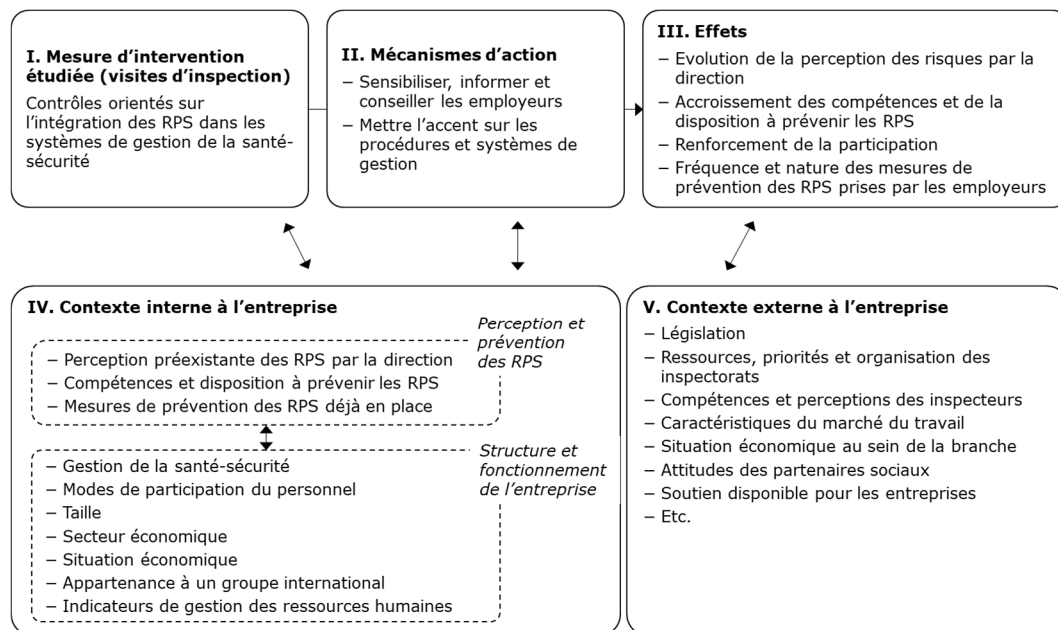 I. Mesure d’intervention
étudiée (visites d’inspection)
Contrôles orientés sur
l’intégration des RPS dans les
systèmes de gestion de la santé-
sécurité
II. Mécanismes d’action
− Sensibiliser, informer et
conseiller les employeurs
− Mettre l’accent sur les
procédures et systèmes de
gestion
III. Effets
− Evolution de la perception des risques par la
direction
− Accroissement des compétences et de la
disposition à prévenir les RPS
− Renforcement de la participation
− Fréquence et nature des mesures de
prévention des RPS prises par les employeurs
IV. Contexte interne à l’entreprise
Perception et
prévention
des RPS
− Perception préexistante des RPS par la direction
− Compétences et disposition à prévenir les RPS
− Mesures de prévention des RPS déjà en place
Structure et
fonctionnement
de l’entreprise
− Gestion de la santé-sécurité
− Modes de participation du personnel
− Taille
− Secteur économique
− Situation économique
− Appartenance à un groupe international
− Indicateurs de gestion des ressources humaines
V. Contexte externe à l’entreprise
− Législation
− Ressources, priorités et organisation des
inspectorats
− Compétences et perceptions des inspecteurs
− Caractéristiques du marché du travail
− Situation économique au sein de la branche
− Attitudes des partenaires sociaux
− Soutien disponible pour les entreprises
− Etc.